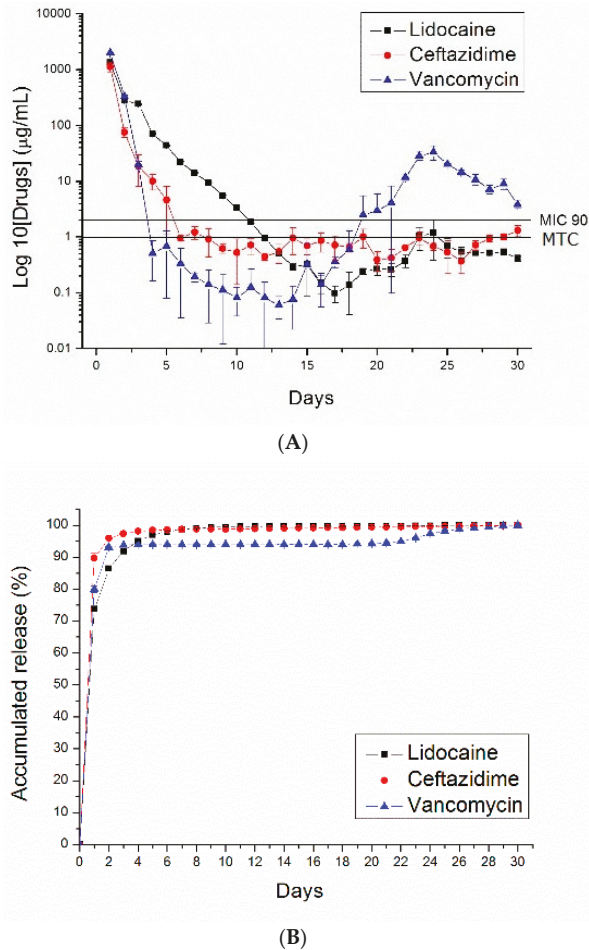 Log 10[Drugs] (μg/mL)
10000
1000
100
10
1
0.1
0.01
Lidocaine
Ceftazidime
Vancomycin
MIC 90
MTC
0 5 10 15 20 25 30
Days
(A)
Accumulated release (%)
100
90
80
70
60
50
40
30
20
10
0
Lidocaine
Ceftazidime
Vancomycin
0 2 4 6 8 10 12 14 16 18 20 22 24 26 28 30
Days
(B)